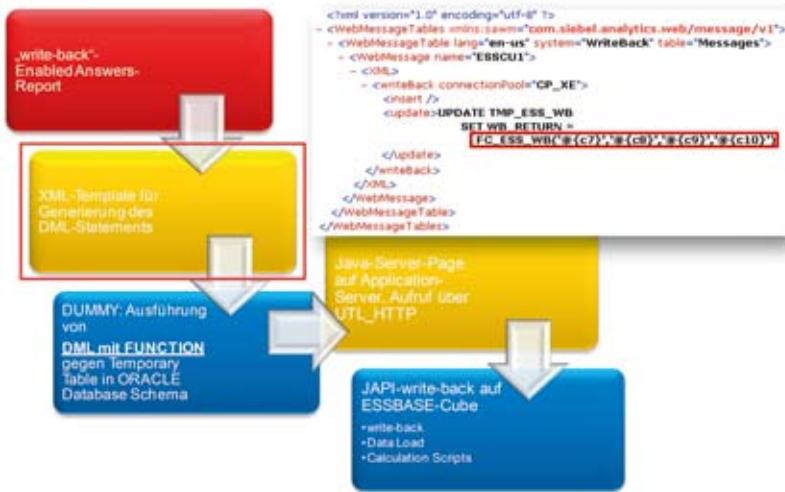 „write-back“-
Enabled Answers-
Report
<?xml version="1.0" encoding="utf-8" ?>
- <WebMessageTables xmlns:sawm="com.siebel.analytics.web/message/v1">
- <WebMessageTable lang="en-us" system="WriteBack" table="Messages">
- <WebMessage name="ESSCU1">
- <XML>
- <writeBack connectionPool="CP_XE">
<insert />
<update>UPDATE TMP_ESS_WB
SET WB_RETURN =
FC_ESS_WB('@{c7}','@{c8}','@{c9}','@{c10}')
</update>
</writeBack>
</XML>
</WebMessage>
</WebMessageTable>
</WebMessageTables>
XML-Template für
Generierung des
DML-Statements
Java-Server-Page
auf Application-
Server, Aufruf über
UTL_HTTP
DUMMY: Ausführung
von
DML mit FUNCTION
gegen Temporary
Table in ORACLE
Database Schema
JAPI-write-back auf
ESSBASE-Cube
•write-back
•Data Load
•Calculation Scripts